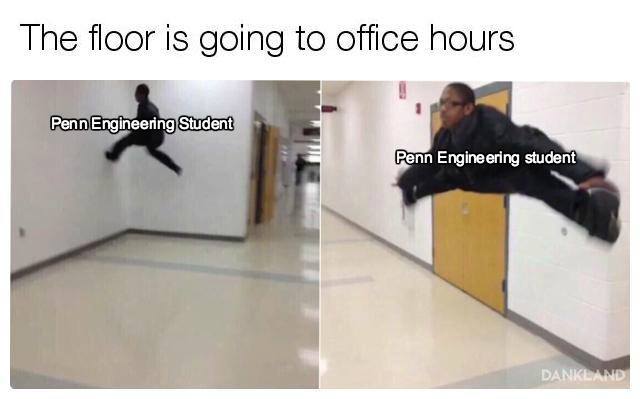 The floor is going to office hours
Penn Engineering Student
Penn Engineering student
DANKLAND